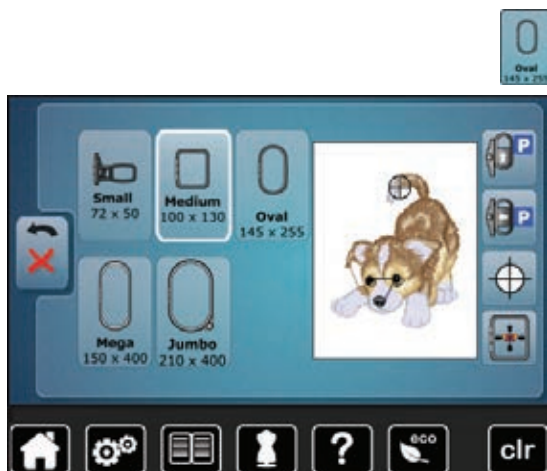 Oval
145 x 255
Small
72 x 50
Medium
100 x 130
Oval
145 x 255
P
Mega
150 x 400
Jumbo
210 x 400
P
?
eco
clr